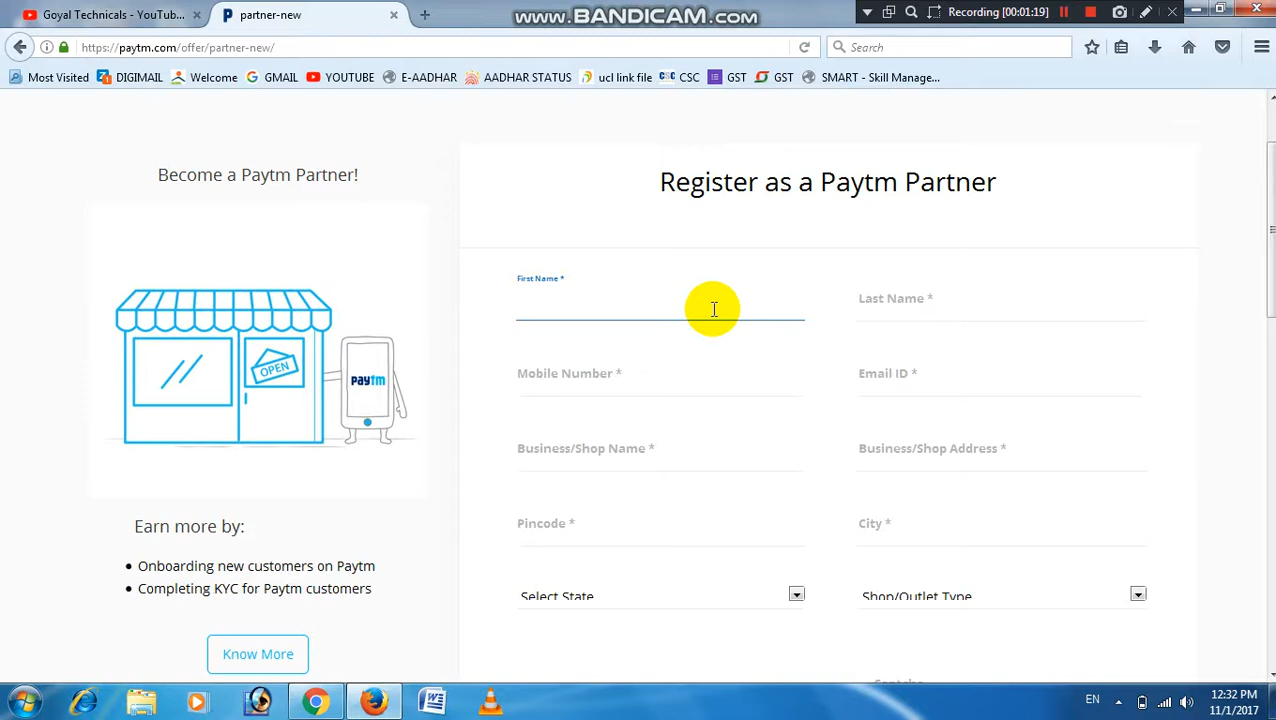 www.BANDICAM.com
Recording [00:01:19]
Goyal Technicals - YouTub...
partner-new
https://paytm.com/offer/partner-new/
Search
Most Visited DIGIMAIL Welcome GMAIL YOUTUBE E-AADHAR AADHAR STATUS ucl link file CSC GST GST SMART - Skill Manage...
Become a Paytm Partner!
OPEN
paytm
Earn more by:
Onboarding new customers on Paytm
Completing KYC for Paytm customers
Know More
Register as a Paytm Partner
First Name *
Last Name *
Mobile Number *
Email ID *
Business/Shop Name *
Business/Shop Address *
Pincode *
City *
Select State
Shop/Outlet Type
Captcha
EN
12:32 PM
11/1/2017